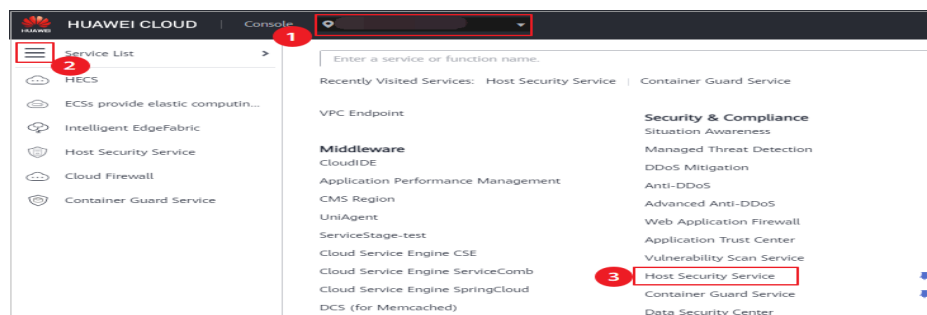 HUAWEI
HUAWEI CLOUD
Console
1
2
Service List
HECS
ECSs provide elastic computin...
Intelligent EdgeFabric
Host Security Service
Cloud Firewall
Container Guard Service
Enter a service or function name.
Recently Visited Services: Host Security Service | Container Guard Service
VPC Endpoint
Middleware
CloudIDE
Application Performance Management
CMS Region
UniAgent
ServiceStage-test
Cloud Service Engine CSE
Cloud Service Engine ServiceComb
Cloud Service Engine SpringCloud
DCS (for Memcached)
Security & Compliance
Situation Awareness
Managed Threat Detection
DDoS Mitigation
Anti-DDoS
Advanced Anti-DDoS
Web Application Firewall
Application Trust Center
Vulnerability Scan Service
3
Host Security Service
Container Guard Service
Data Security Center